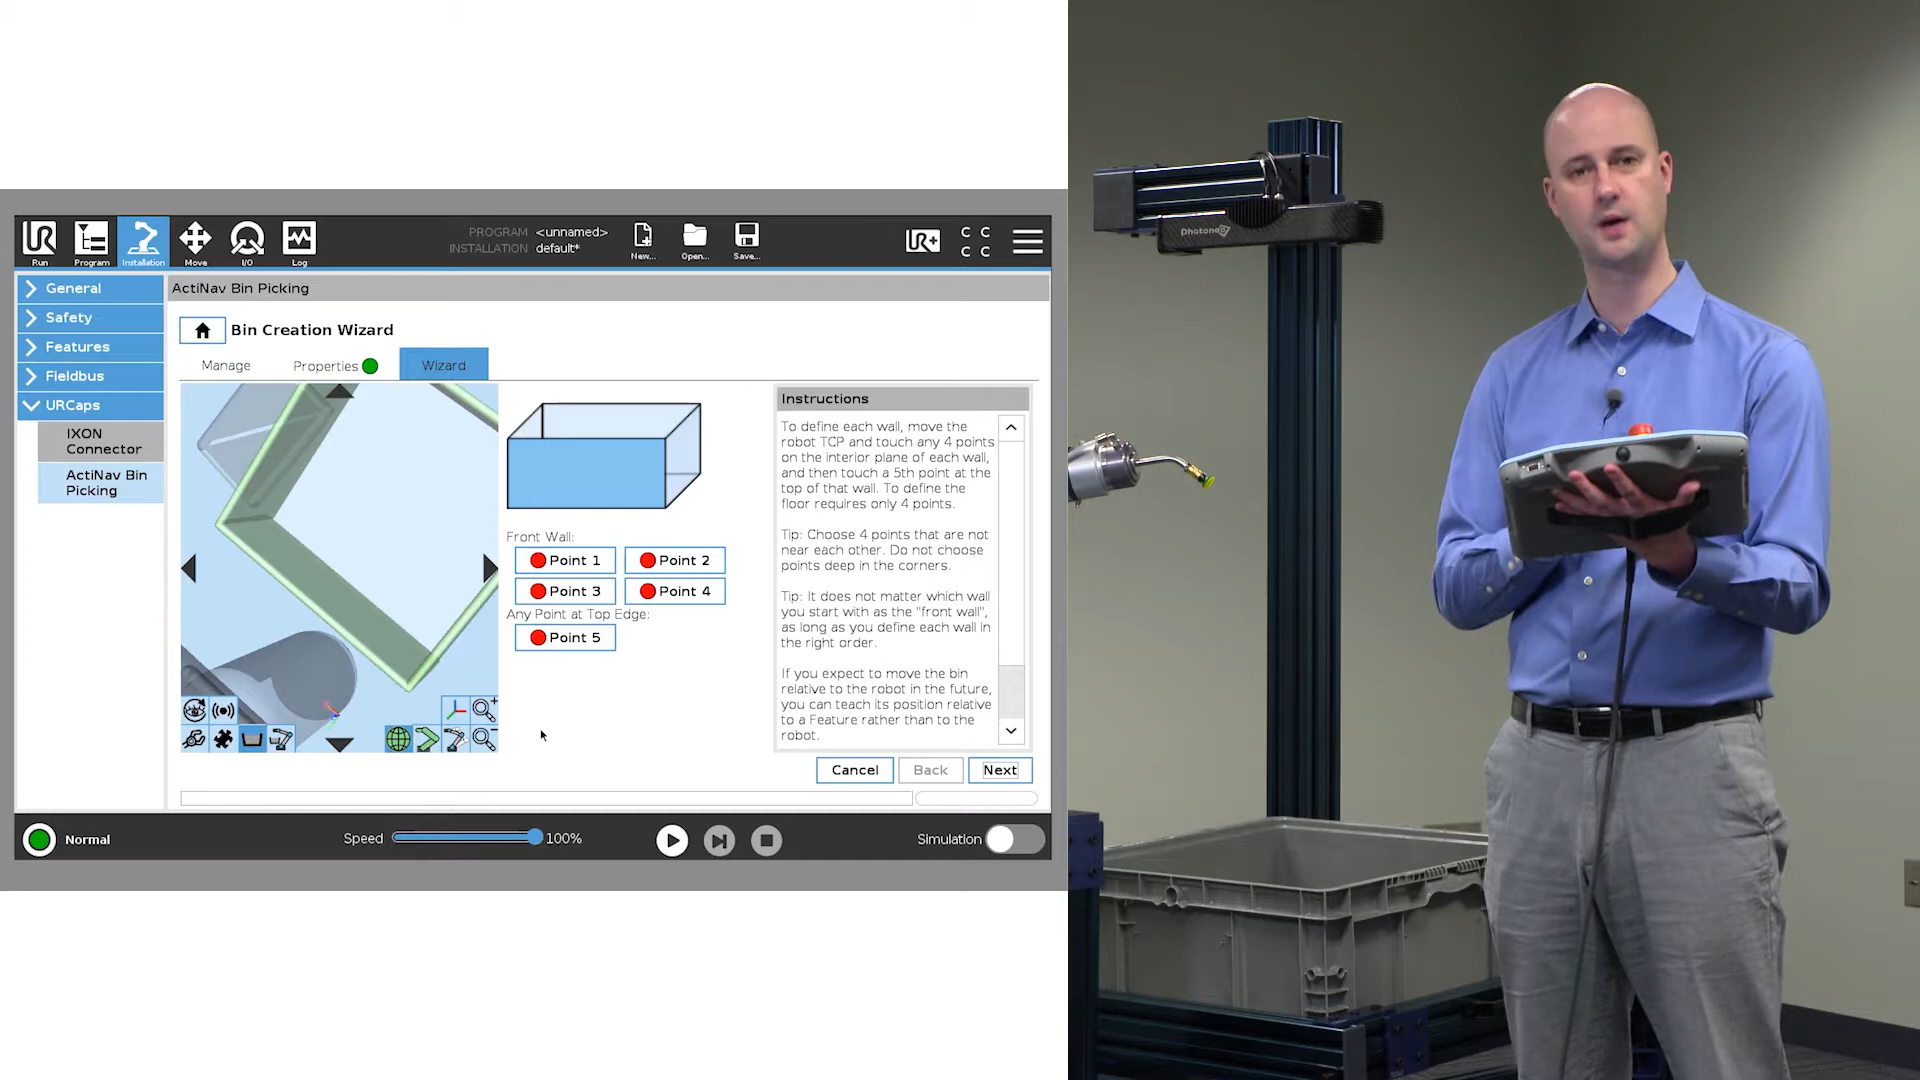 Run
Program
Installation
Move
I/O
Log
PROGRAM <unnamed>
INSTALLATION default*
New...
Open...
Save...
UR+
C C
C C
General
Safety
Features
Fieldbus
URCaps
IXON
Connector
ActiNav Bin
Picking
ActiNav Bin Picking
Bin Creation Wizard
Manage
Properties
Wizard
Front Wall:
Point 1
Point 2
Point 3
Point 4
Any Point at Top Edge:
Point 5
Instructions
To define each wall, move the
robot TCP and touch any 4 points
on the interior plane of each wall,
and then touch a 5th point at the
top of that wall. To define the
floor requires only 4 points.
Tip: Choose 4 points that are not
near each other. Do not choose
points deep in the corners.
Tip: It does not matter which wall
you start with as the "front wall",
as long as you define each wall in
the right order.
If you expect to move the bin
relative to the robot in the future,
you can teach its position relative
to a Feature rather than to the
robot.
Cancel
Back
Next
Normal
Speed
100%
Simulation
Photoneo